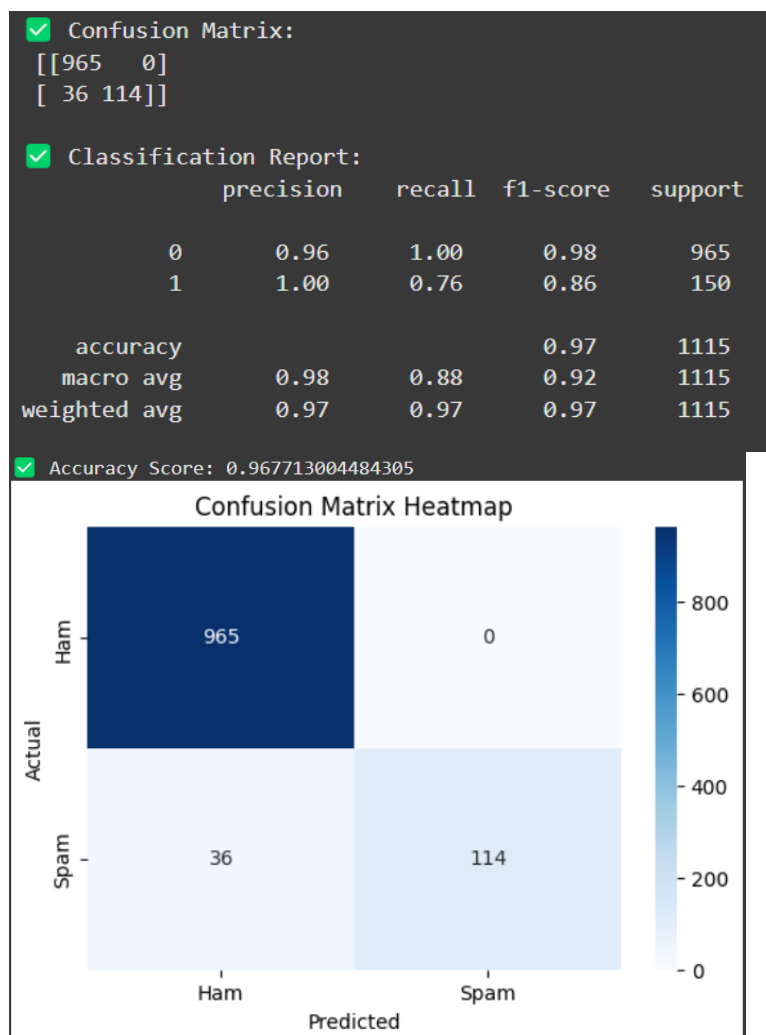 ✅ Confusion Matrix:
[[965   0]
[ 36 114]]
✅ Classification Report:
precision recall f1-score support
0 0.96 1.00 0.98 965
1 1.00 0.76 0.86 150
accuracy 0.97 1115
macro avg 0.98 0.88 0.92 1115
weighted avg 0.97 0.97 0.97 1115
✅ Accuracy Score: 0.967713004484305
Confusion Matrix Heatmap
800
Ham 965 0
600
Actual
400
Spam 36 114
200
0
Ham Spam
Predicted